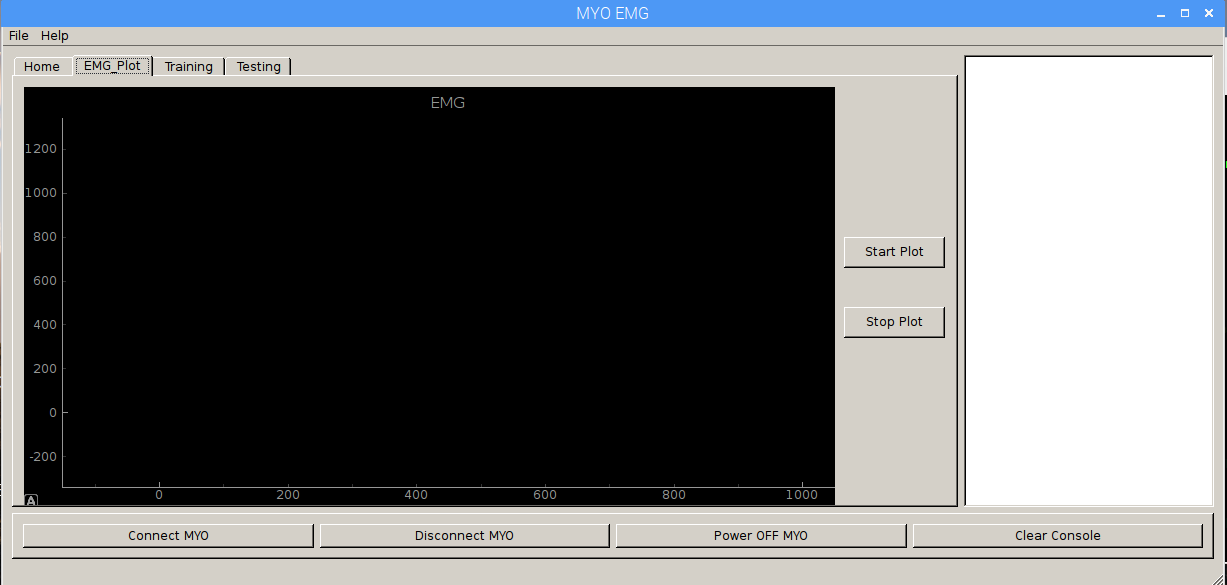 MYO EMG
File Help
Home EMG_Plot Training Testing
EMG
1200
1000
800
600
400
200
0
-200
A
0 200 400 600 800 1000
Start Plot
Stop Plot
Connect MYO Disconnect MYO Power OFF MYO Clear Console